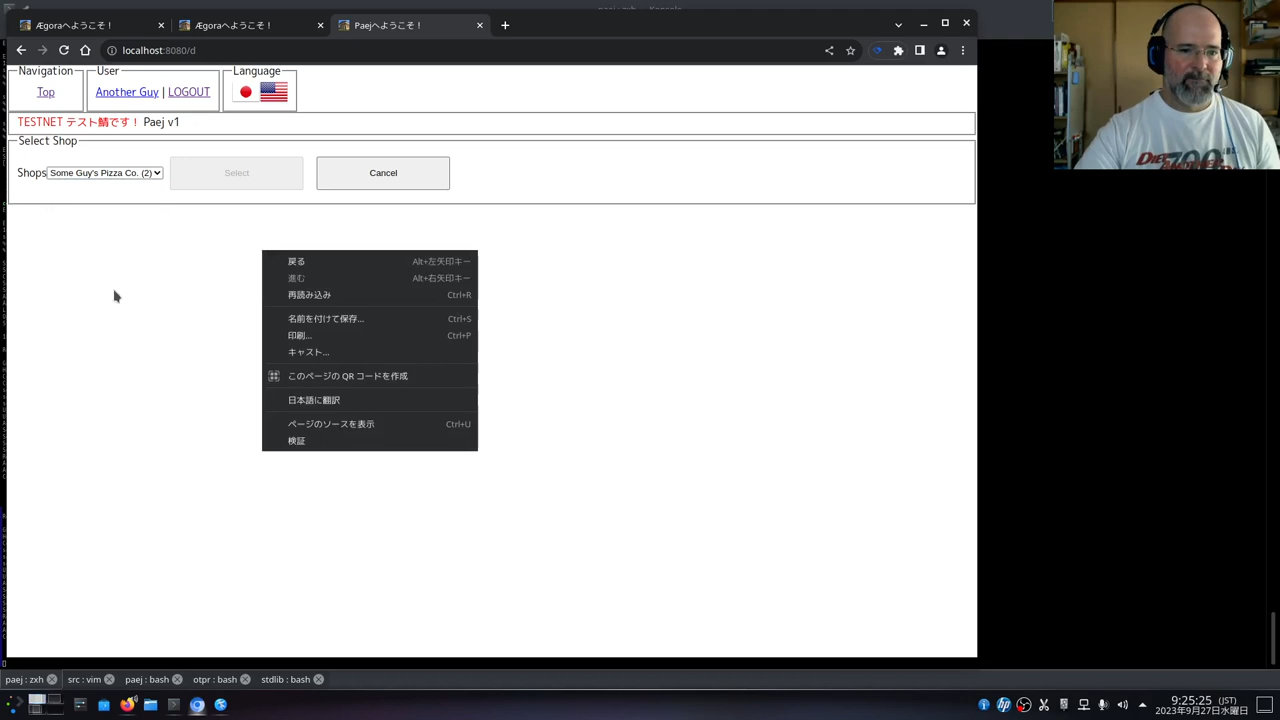 Ægoraへようこそ！
Ægoraへようこそ！
Paejへようこそ！
localhost:8080/d
Navigation
User
Language
Top
Another Guy | LOGOUT
TESTNET テスト鯖です！ Paej v1
Select Shop
Shops
Some Guy's Pizza Co. (2)
Select
Cancel
戻る Alt+左矢印キー
進む Alt+右矢印キー
再読み込み Ctrl+R
名前を付けて保存... Ctrl+S
印刷... Ctrl+P
キャスト...
このページの QR コードを作成
日本語に翻訳
ページのソースを表示 Ctrl+U
検証
paej : zxh
src : vim
paej : bash
otpr : bash
stdlib : bash
9:25:25 (JST)
2023年9月27日水曜日